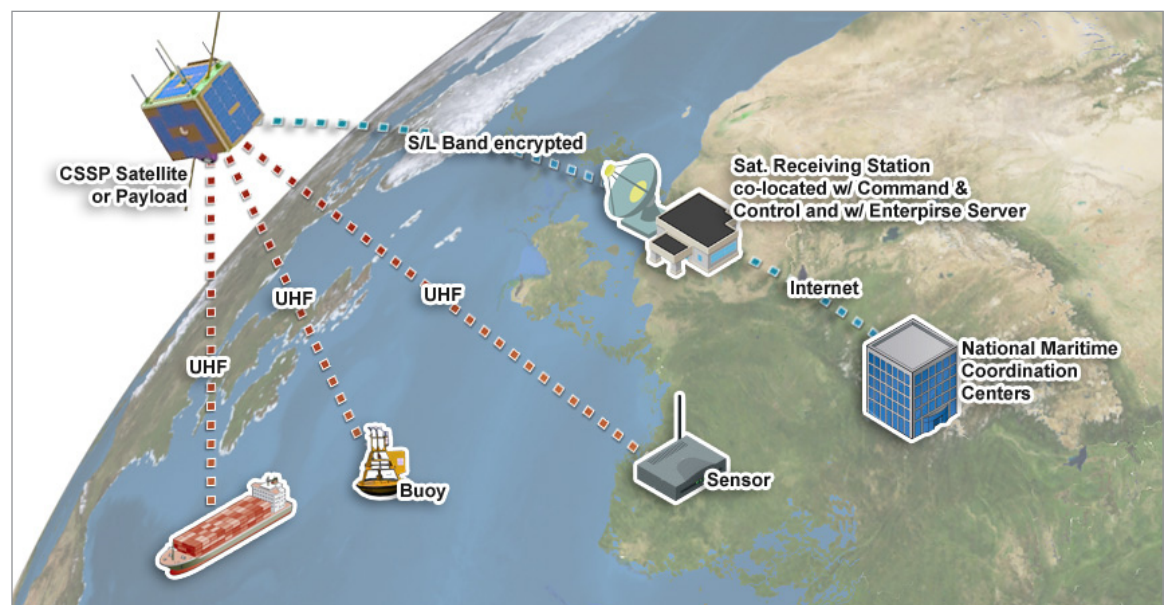 CSSP Satellite
or Payload
S/L Band encrypted
Sat. Receiving Station
co-located w/ Command &
Control and w/ Enterpirse Server
Internet
National Maritime
Coordination
Centers
UHF
UHF
UHF
Buoy
Sensor